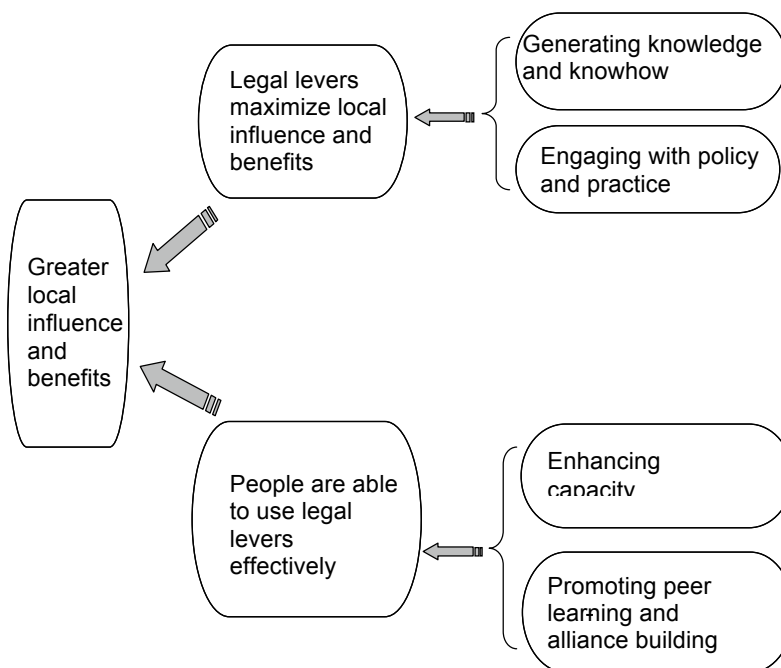 Generating knowledge
and knowhow
Legal levers
maximize local
influence and
benefits
Engaging with policy
and practice
Greater
local
influence
and
benefits
People are able
to use legal
levers
effectively
Enhancing
capacity
Promoting peer
learning and
alliance building